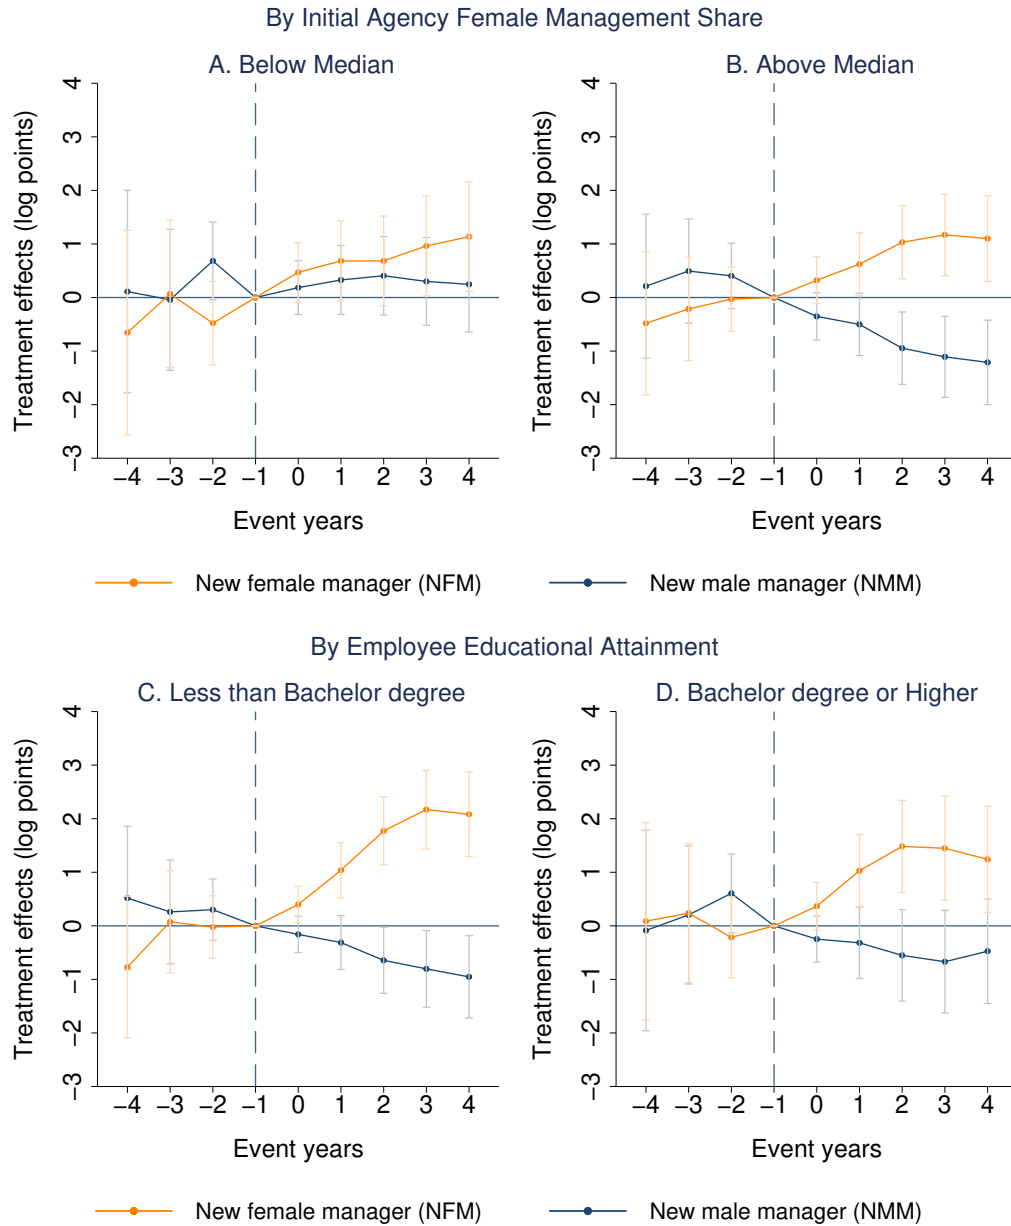 By Initial Agency Female Management Share
A. Below Median
B. Above Median
Treatment effects (log points)
4
3
2
1
0
−1
−2
−3
−4 −3 −2 −1 0 1 2 3 4
Event years
Treatment effects (log points)
4
3
2
1
0
−1
−2
−3
−4 −3 −2 −1 0 1 2 3 4
Event years
New female manager (NFM)
New male manager (NMM)
By Employee Educational Attainment
C. Less than Bachelor degree
D. Bachelor degree or Higher
Treatment effects (log points)
4
3
2
1
0
−1
−2
−3
−4 −3 −2 −1 0 1 2 3 4
Event years
Treatment effects (log points)
4
3
2
1
0
−1
−2
−3
−4 −3 −2 −1 0 1 2 3 4
Event years
New female manager (NFM)
New male manager (NMM)